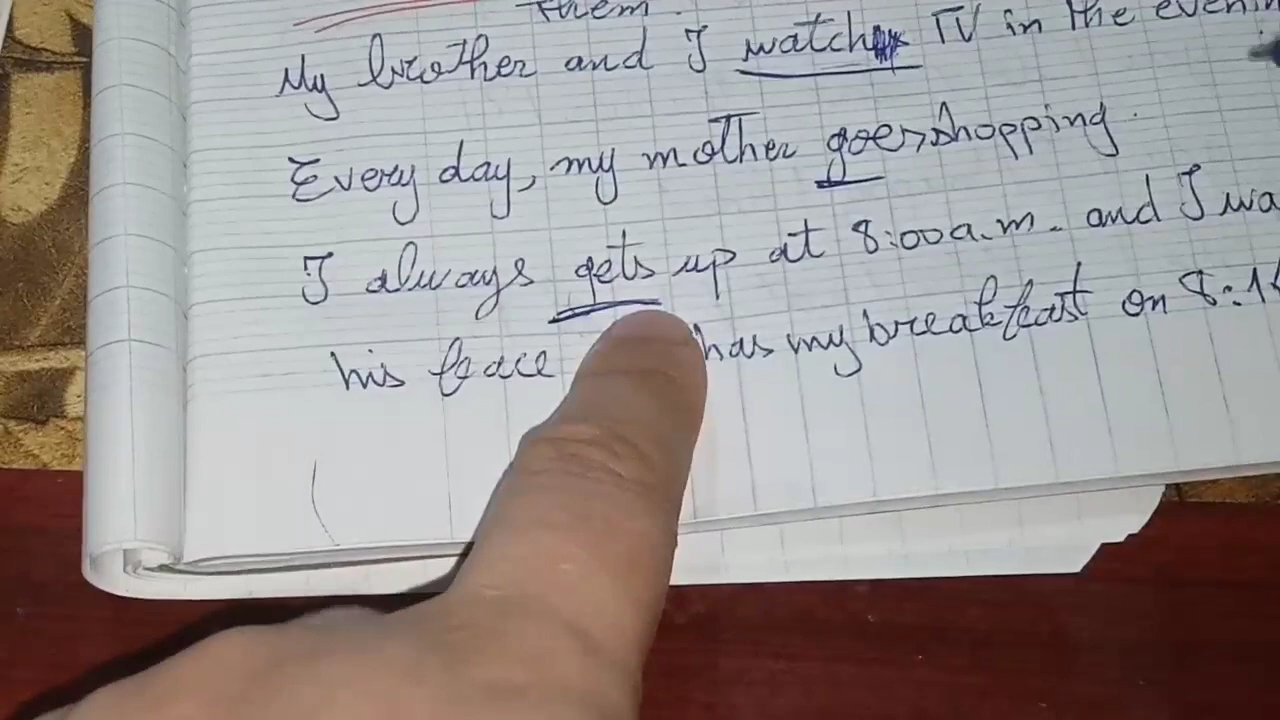 Them.
My brother and I watch TV in the evenin
Every day, my mother goes shopping.
I always gets up at 8:00 a.m. and I wa
his face has my breakfast on 8:1